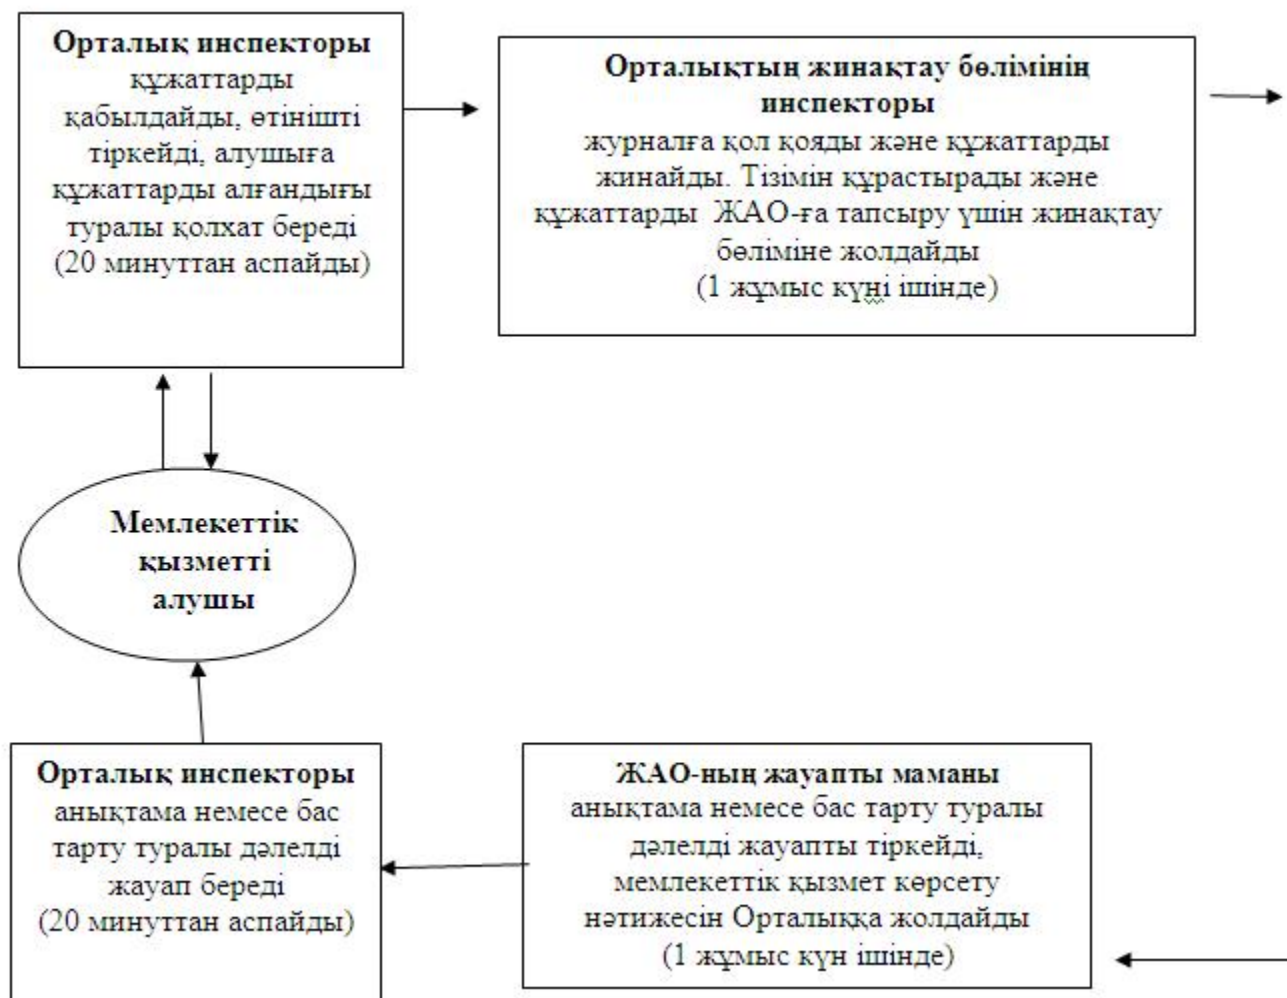 Орталық инспекторы
құжаттарды
қабылдайды, өтінішті
тіркейді, алушыға
құжаттарды алғандығы
туралы қолхат береді
(20 минуттан аспайды)
Орталықтың жинақтау бөлімінің
инспекторы
журналға қол қояды және құжаттарды
жинайды. Тізімін құрастырады және
құжаттарды ЖАО-ға тапсыру үшін жинақтау
бөліміне жолдайды
(1 жұмыс күні ішінде)
Мемлекеттік
қызметті
алушы
Орталық инспекторы
анықтама немесе бас
тарту туралы дәлелді
жауап береді
(20 минуттан аспайды)
ЖАО-ның жауапты маманы
анықтама немесе бас тарту туралы
дәлелді жауапты тіркейді,
мемлекеттік қызмет көрсету
нәтижесін Орталыққа жолдайды
(1 жұмыс күн ішінде)